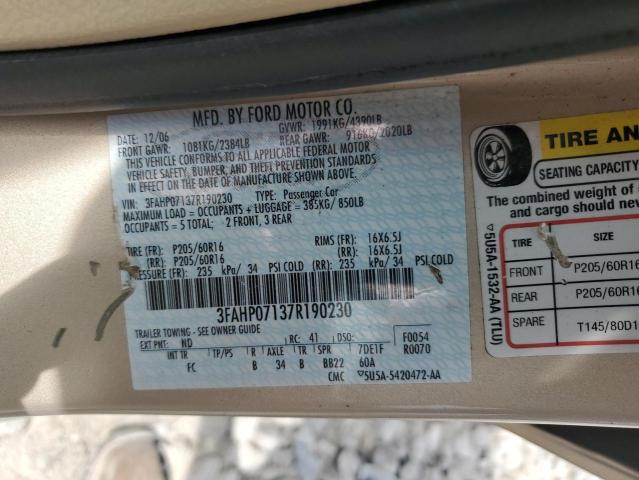 MFD. BY FORD MOTOR CO.
DATE: 12/06 GVWR: 1991KG/4390LB
FRONT GAWR: 1081KG/2384LB REAR GAWR: 916KG/2020LB
THIS VEHICLE CONFORMS TO ALL APPLICABLE FEDERAL MOTOR
VEHICLE SAFETY, BUMPER, AND THEFT PREVENTION STANDARDS
IN EFFECT ON THE DATE OF MANUFACTURE SHOWN ABOVE.
VIN: 3FAHP07137R190230 TYPE: Passenger Car
MAXIMUM LOAD = OCCUPANTS + LUGGAGE = 385KG/ 850LB
OCCUPANTS = 5 TOTAL: 2 FRONT, 3 REAR
TIRE (FR): P205/60R16 RIMS (FR): 16X6.5J
(RR): P205/60R16 (RR): 16X6.5J
PRESSURE (FR): 235 kPa/ 34 PSI COLD (RR): 235 kPa/ 34 PSI COLD
3FAHP07137R190230
TRAILER TOWING - SEE OWNER GUIDE
EXT PNT: ND RC: 41 DSO: F0054
INT TR TP/PS R AXLE TR SPR 7DE1F R0070
FC B 34 B BB22 60A
CMC ▽5U5A-5420472-AA
TIRE AN
SEATING CAPACITY
The combined weight of
and cargo should nev
TIRE SIZE
FRONT P205/60R16
REAR P205/60R16
SPARE T145/80D1
▽5U5A-1532-AA (TLU)